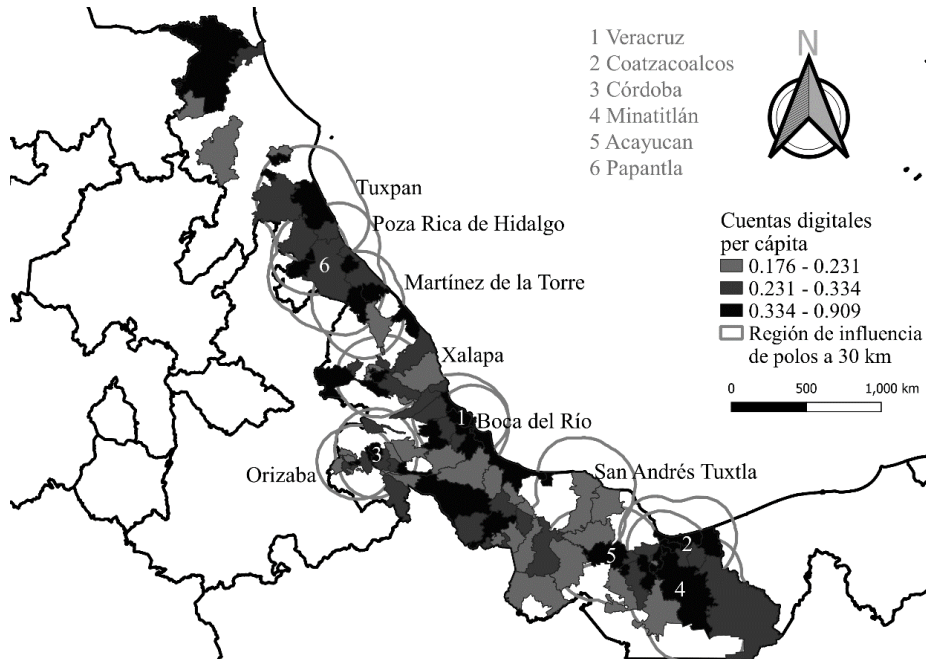 1 Veracruz
2 Coatzacoalcos
3 Córdoba
4 Minatitlán
5 Acayucan
6 Papantla
N
Tuxpan
Poza Rica de Hidalgo
6
Martínez de la Torre
Xalapa
1
Boca del Río
3
Orizaba
San Andrés Tuxtla
2
5
4
Cuentas digitales
per cápita
0.176 - 0.231
0.231 - 0.334
0.334 - 0.909
Región de influencia
de polos a 30 km
0 500 1,000 km